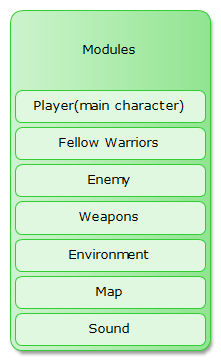 Modules
Player(main character)
Fellow Warriors
Enemy
Weapons
Environment
Map
Sound